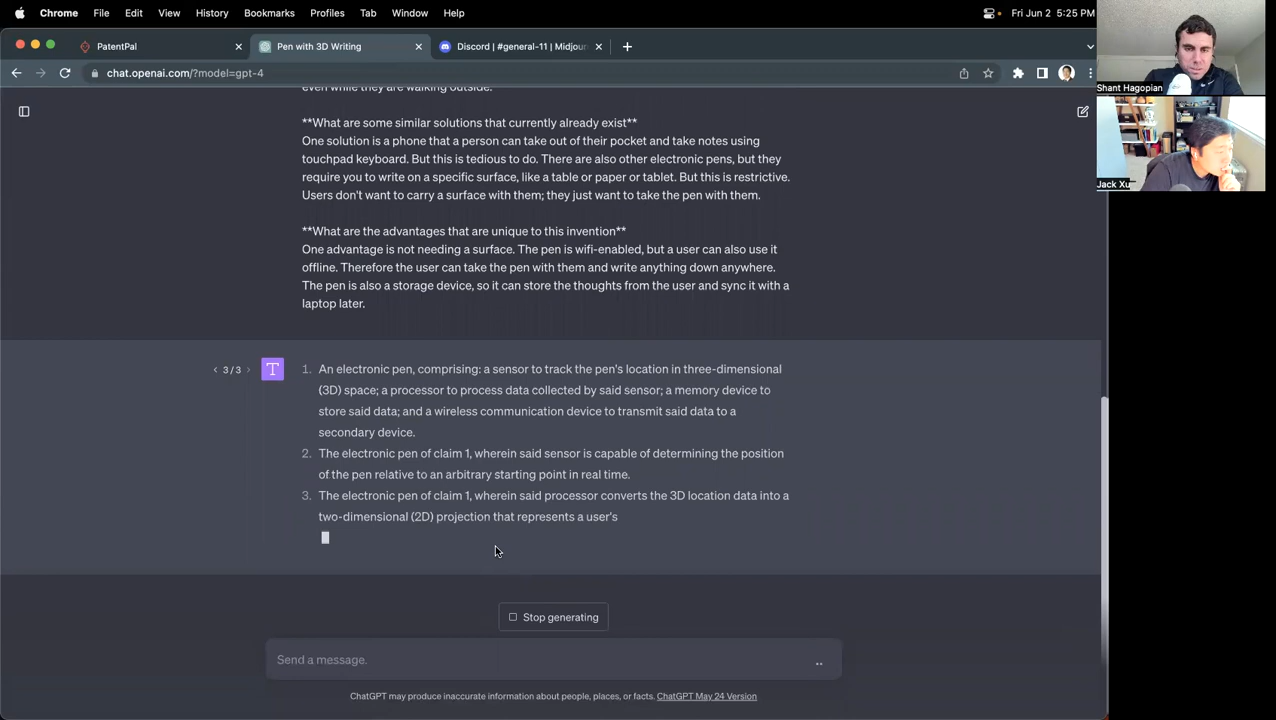 Chrome File Edit View History Bookmarks Profiles Tab Window Help Fri Jun 2 5:25 PM
PatentPal
Pen with 3D Writing
Discord | #general-11 | Midjour
chat.openai.com/?model=gpt-4
Shant Hagopian
Jack Xu
even while they are walking outside.
**What are some similar solutions that currently already exist**
One solution is a phone that a person can take out of their pocket and take notes using
touchpad keyboard. But this is tedious to do. There are also other electronic pens, but they
require you to write on a specific surface, like a table or paper or tablet. But this is restrictive.
Users don't want to carry a surface with them; they just want to take the pen with them.
**What are the advantages that are unique to this invention**
One advantage is not needing a surface. The pen is wifi-enabled, but a user can also use it
offline. Therefore the user can take the pen with them and write anything down anywhere.
The pen is also a storage device, so it can store the thoughts from the user and sync it with a
laptop later.
< 3 / 3 >
T
1. An electronic pen, comprising: a sensor to track the pen's location in three-dimensional
(3D) space; a processor to process data collected by said sensor; a memory device to
store said data; and a wireless communication device to transmit said data to a
secondary device.
2. The electronic pen of claim 1, wherein said sensor is capable of determining the position
of the pen relative to an arbitrary starting point in real time.
3. The electronic pen of claim 1, wherein said processor converts the 3D location data into a
two-dimensional (2D) projection that represents a user's
Stop generating
Send a message.
ChatGPT may produce inaccurate information about people, places, or facts. ChatGPT May 24 Version